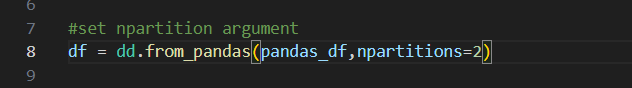 6
7 #set npartition argument
8 df = dd.from_pandas(pandas_df,npartitions=2)
9